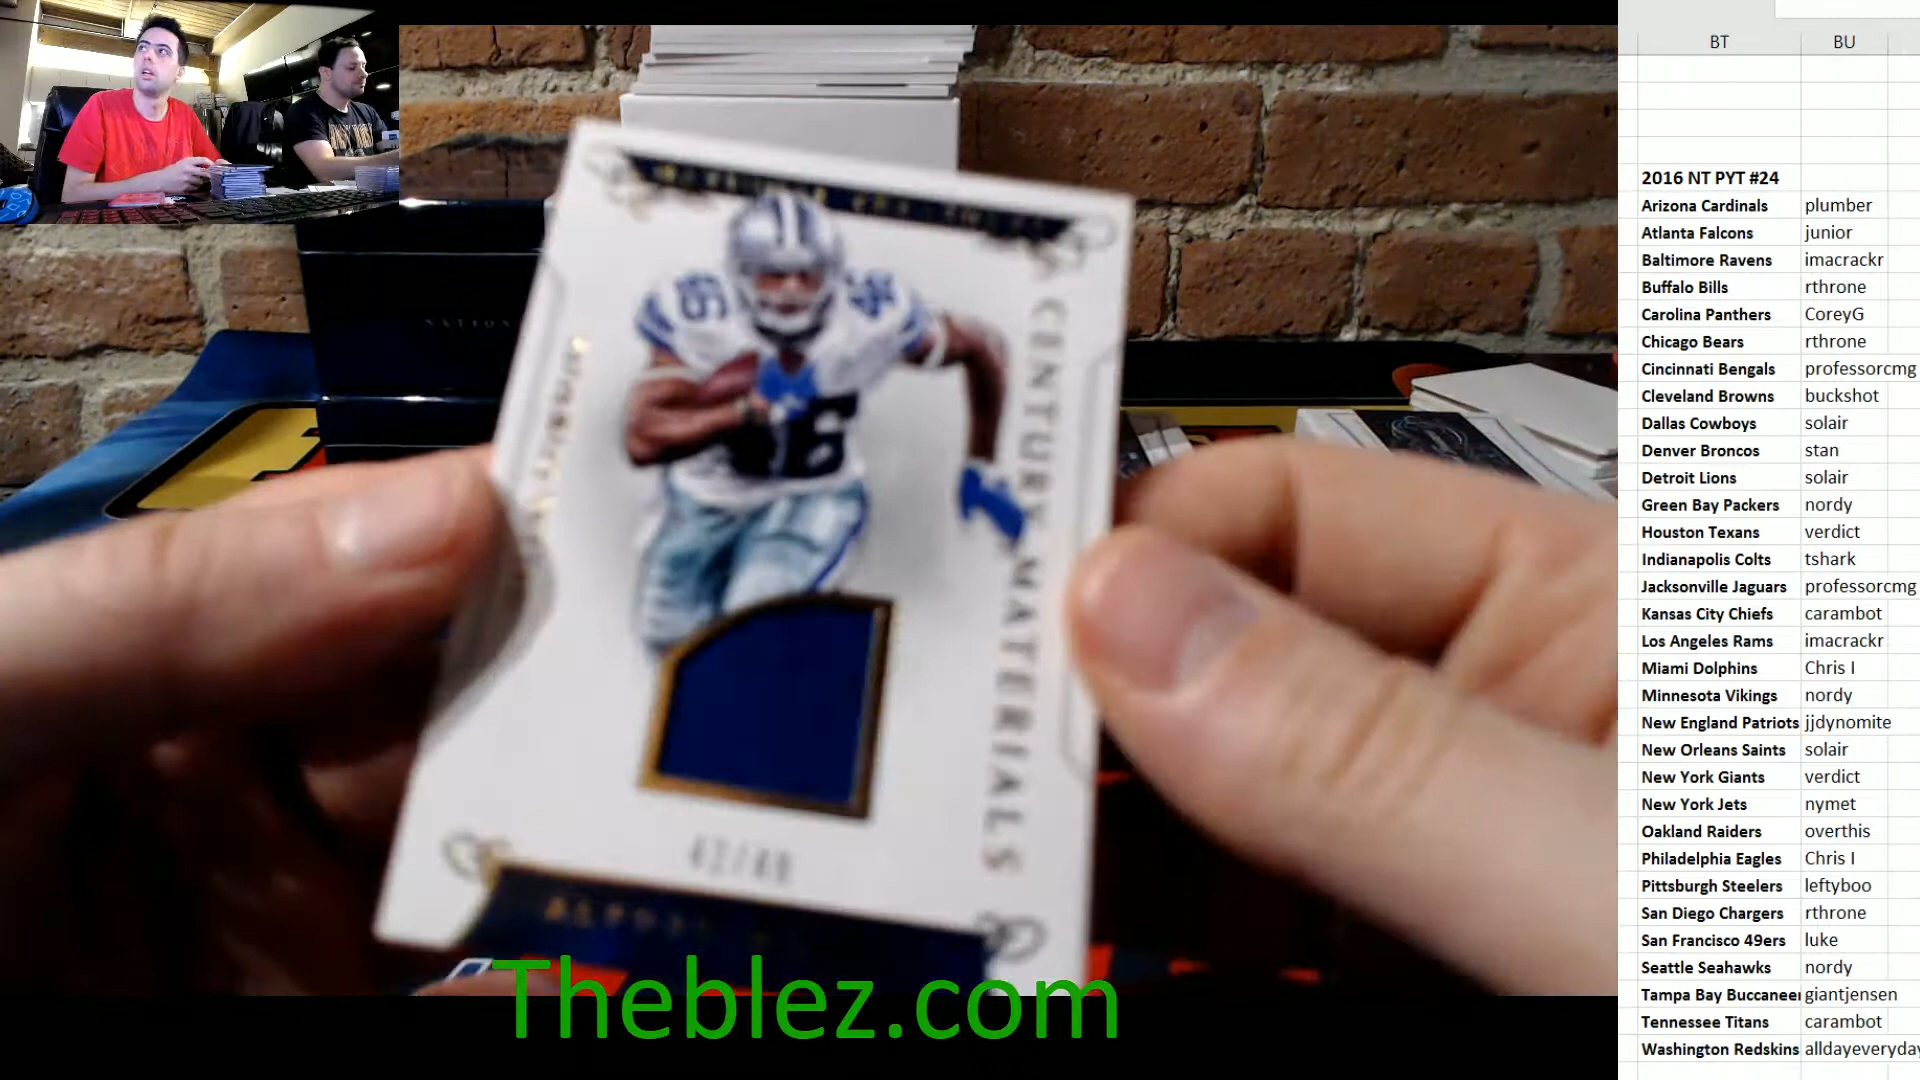 BT BU
2016 NT PYT #24
Arizona Cardinals plumber
Atlanta Falcons junior
Baltimore Ravens imacrackr
Buffalo Bills rthrone
Carolina Panthers CoreyG
Chicago Bears rthrone
Cincinnati Bengals professorcmg
Cleveland Browns buckshot
Dallas Cowboys solair
Denver Broncos stan
Detroit Lions solair
Green Bay Packers nordy
Houston Texans verdict
Indianapolis Colts tshark
Jacksonville Jaguars professorcmg
Kansas City Chiefs carambot
Los Angeles Rams imacrackr
Miami Dolphins Chris I
Minnesota Vikings nordy
New England Patriots jjdynomite
New Orleans Saints solair
New York Giants verdict
New York Jets nymet
Oakland Raiders overthis
Philadelphia Eagles Chris I
Pittsburgh Steelers leftyboo
San Diego Chargers rthrone
San Francisco 49ers luke
Seattle Seahawks nordy
Tampa Bay Buccaneer giantjensen
Tennessee Titans carambot
Washington Redskins alldayeveryday
CENTURY MATERIALS
46
Theblez.com